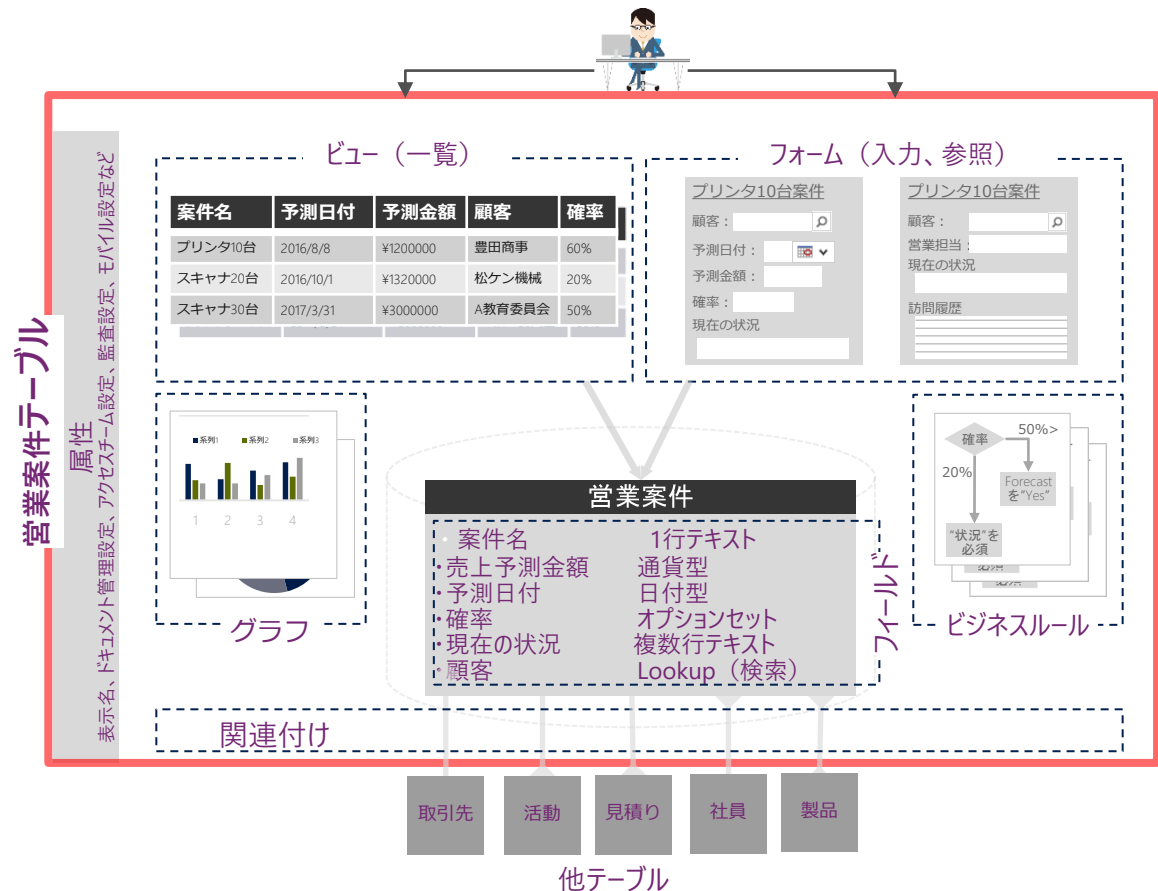 営業案件テーブル
属性
表示名、ドキュメント管理設定、アクセスチーム設定、監査設定、モバイル設定など
ビュー（一覧）
案件名 予測日付 予測金額 顧客 確率
プリンタ10台 2016/8/8 ¥1200000 豊田商事 60%
スキャナ20台 2016/10/1 ¥1320000 松ケン機械 20%
スキャナ30台 2017/3/31 ¥3000000 A教育委員会 50%
フォーム（入力、参照）
プリンタ10台案件
顧客：
予測日付：
予測金額：
確率：
現在の状況
プリンタ10台案件
顧客：
営業担当：
現在の状況
訪問履歴
系列1 系列2 系列3
1 2 3 4
グラフ
営業案件
・案件名 1行テキスト
・売上予測金額 通貨型
・予測日付 日付型
・確率 オプションセット
・現在の状況 複数行テキスト
・顧客 Lookup（検索）
フィールド
確率
50%>
20%
Forecast
を"Yes"
"状況"を
必須
必須
必須
ビジネスルール
関連付け
取引先 活動 見積り 社員 製品
他テーブル